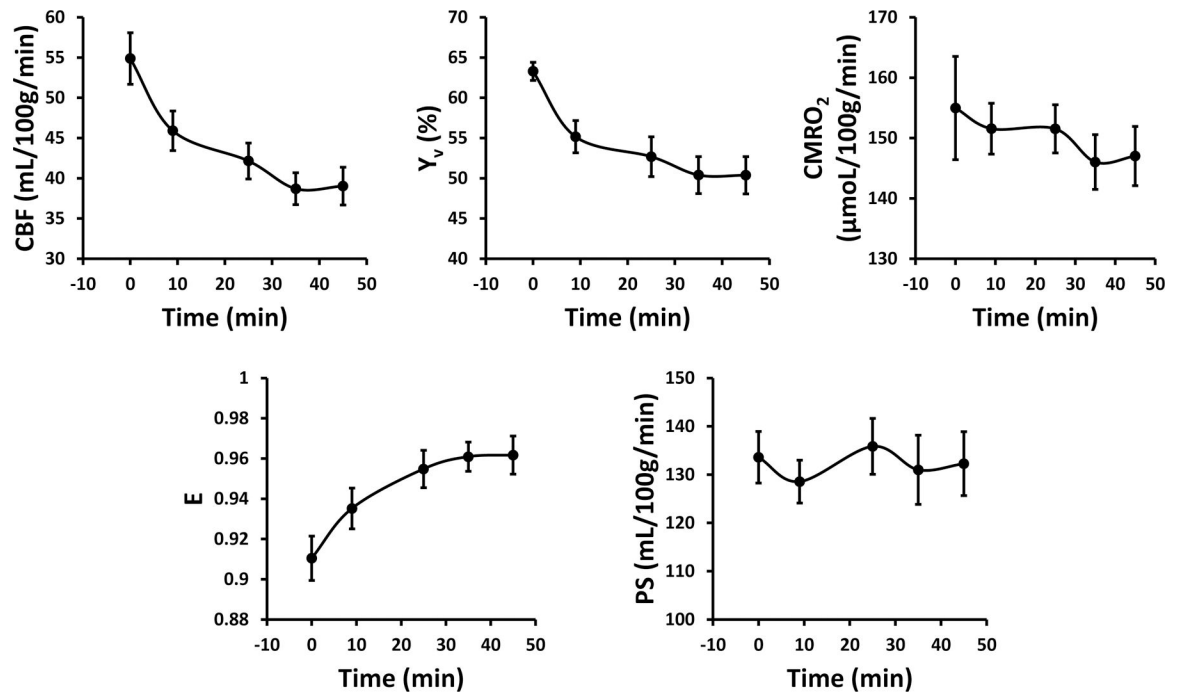 CBF (mL/100g/min)
60
55
50
45
40
35
30
-10 0 10 20 30 40 50
Time (min)
Yv (%)
70
65
60
55
50
45
40
-10 0 10 20 30 40 50
Time (min)
CMRO2
(µmoL/100g/min)
170
160
150
140
130
-10 0 10 20 30 40 50
Time (min)
E
1
0.98
0.96
0.94
0.92
0.9
0.88
-10 0 10 20 30 40 50
Time (min)
PS (mL/100g/min)
150
140
130
120
110
100
-10 0 10 20 30 40 50
Time (min)